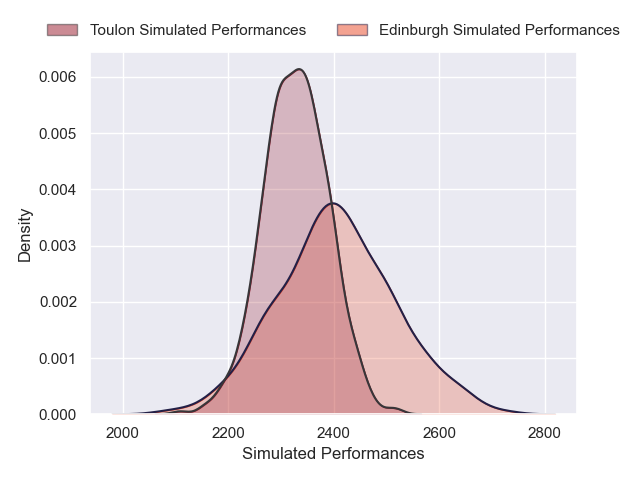 Toulon Simulated Performances Edinburgh Simulated Performances
0.006
0.005
0.004
0.003
0.002
0.001
0.000
Density
2000 2200 2400 2600 2800
Simulated Performances